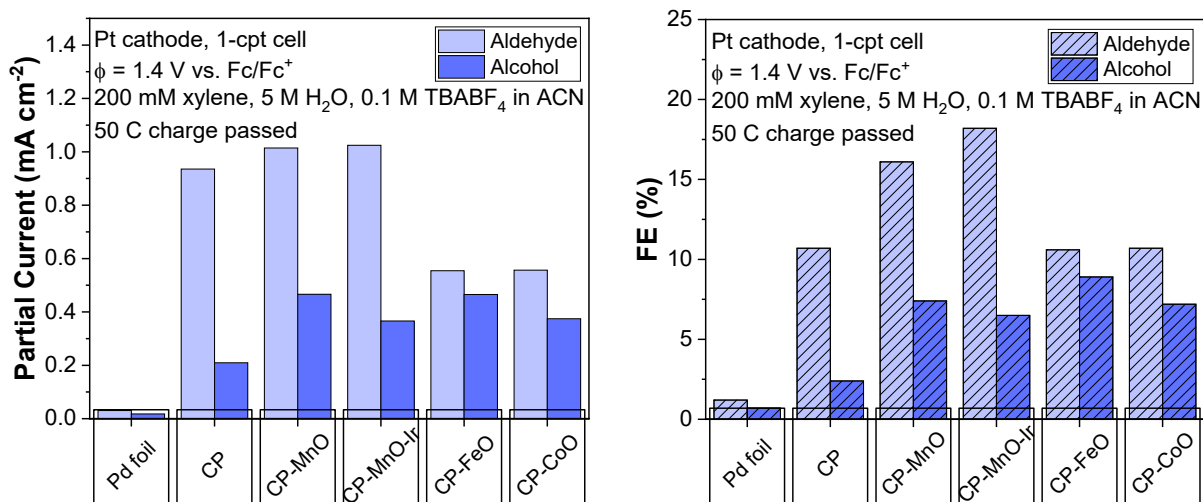 Partial Current (mA cm⁻²)
1.4
1.2
1.0
0.8
0.6
0.4
0.2
0.0
Pt cathode, 1-cpt cell
ϕ = 1.4 V vs. Fc/Fc⁺
200 mM xylene, 5 M H₂O, 0.1 M TBABF₄ in ACN
50 C charge passed
Aldehyde
Alcohol
Pd foil
CP
CP-MnO
CP-MnO-Ir
CP-FeO
CP-CoO
FE (%)
25
20
15
10
5
0
Pt cathode, 1-cpt cell
ϕ = 1.4 V vs. Fc/Fc⁺
200 mM xylene, 5 M H₂O, 0.1 M TBABF₄ in ACN
50 C charge passed
Aldehyde
Alcohol
Pd foil
CP
CP-MnO
CP-MnO-Ir
CP-FeO
CP-CoO